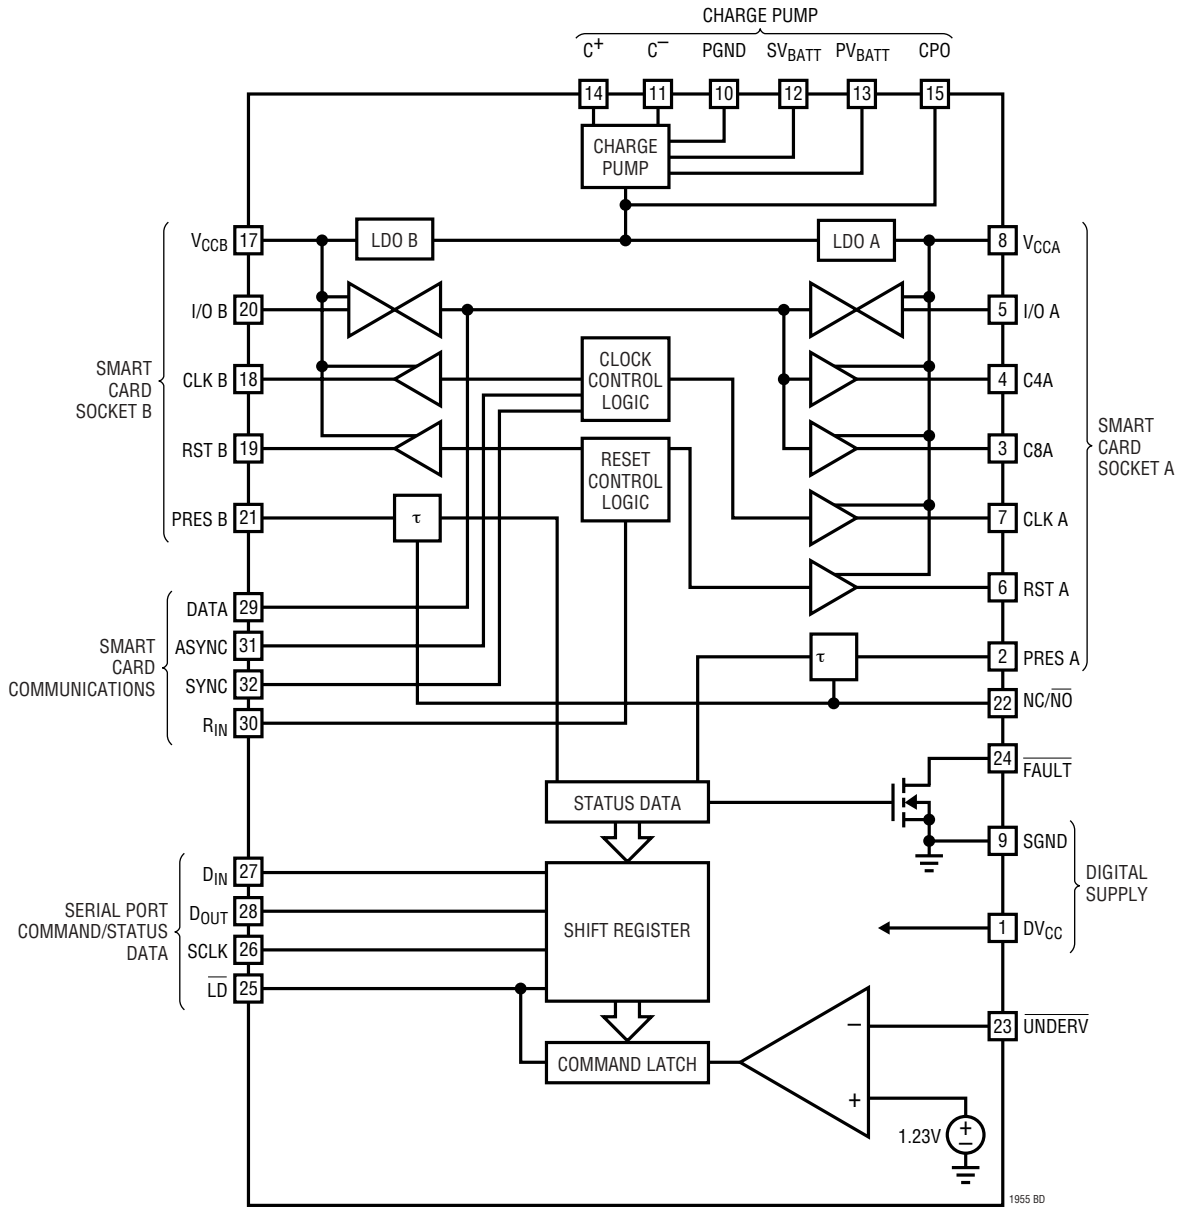 CHARGE PUMP
C+ C– PGND SVBATT PVBATT CPO
14 11 10 12 13 15
CHARGE
PUMP
VCCB 17 LDO B LDO A 8 VCCA
I/O B 20 5 I/O A
SMART
CARD
SOCKET B
CLK B 18 CLOCK
CONTROL
LOGIC
4 C4A
RST B 19 RESET
CONTROL
LOGIC
3 C8A
SMART
CARD
SOCKET A
PRES B 21 τ 7 CLK A
6 RST A
DATA 29
SMART
CARD
COMMUNICATIONS
ASYNC 31
τ 2 PRES A
SYNC 32
22 NC/N̅O̅
RIN 30
24 F̅A̅U̅L̅T̅
STATUS DATA
9 SGND
DIGITAL
SUPPLY
1 DVCC
SERIAL PORT
COMMAND/STATUS
DATA
DIN 27
DOUT 28
SCLK 26
L̅D̅ 25
SHIFT REGISTER
– 23 U̅N̅D̅E̅R̅V̅
COMMAND LATCH
+
1.23V + –
1955 BD